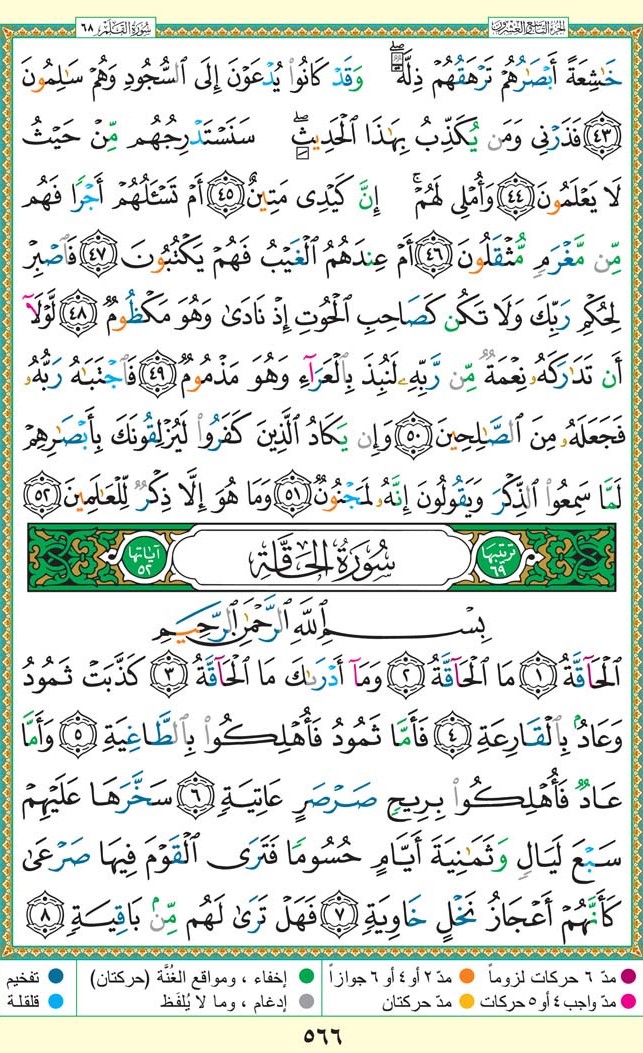 الجزء التاسع والعشرون
سُورَةُ القَلَمِ ٦٨
خَٰشِعَةً أَبْصَٰرُهُمْ تَرْهَقُهُمْ ذِلَّةٌۖ وَقَدْ كَانُوا۟ يُدْعَوْنَ إِلَى ٱلسُّجُودِ وَهُمْ سَٰلِمُونَ
٤٣ فَذَرْنِى وَمَن يُكَذِّبُ بِهَٰذَا ٱلْحَدِيثِۖ سَنَسْتَدْرِجُهُم مِّنْ حَيْثُ
لَا يَعْلَمُونَ ٤٤ وَأُمْلِى لَهُمْۚ إِنَّ كَيْدِى مَتِينٌ ٤٥ أَمْ تَسْـَٔلُهُمْ أَجْرًا فَهُم
مِّن مَّغْرَمٍ مُّثْقَلُونَ ٤٦ أَمْ عِندَهُمُ ٱلْغَيْبُ فَهُمْ يَكْتُبُونَ ٤٧ فَٱصْبِرْ
لِحُكْمِ رَبِّكَ وَلَا تَكُن كَصَاحِبِ ٱلْحُوتِ إِذْ نَادَىٰ وَهُوَ مَكْظُومٌ ٤٨ لَّوْلَآ
أَن تَدَٰرَكَهُۥ نِعْمَةٌ مِّن رَّبِّهِۦ لَنُبِذَ بِٱلْعَرَآءِ وَهُوَ مَذْمُومٌ ٤٩ فَٱجْتَبَٰهُ رَبُّهُۥ
فَجَعَلَهُۥ مِنَ ٱلصَّٰلِحِينَ ٥٠ وَإِن يَكَادُ ٱلَّذِينَ كَفَرُوا۟ لَيُزْلِقُونَكَ بِأَبْصَٰرِهِمْ
لَمَّا سَمِعُوا۟ ٱلذِّكْرَ وَيَقُولُونَ إِنَّهُۥ لَمَجْنُونٌ ٥١ وَمَا هُوَ إِلَّا ذِكْرٌ لِّلْعَٰلَمِينَ ٥٢
ترتيبها ٦٩ سُورَةُ الحَاقَّة آياتها ٥٢
بِسْمِ ٱللَّهِ ٱلرَّحْمَٰنِ ٱلرَّحِيمِ
ٱلْحَآقَّةُ ١ مَا ٱلْحَآقَّةُ ٢ وَمَآ أَدْرَىٰكَ مَا ٱلْحَآقَّةُ ٣ كَذَّبَتْ ثَمُودُ
وَعَادٌۢ بِٱلْقَارِعَةِ ٤ فَأَمَّا ثَمُودُ فَأُهْلِكُوا۟ بِٱلطَّاغِيَةِ ٥ وَأَمَّا
عَادٌ فَأُهْلِكُوا۟ بِرِيحٍ صَرْصَرٍ عَاتِيَةٍ ٦ سَخَّرَهَا عَلَيْهِمْ
سَبْعَ لَيَالٍ وَثَمَٰنِيَةَ أَيَّامٍ حُسُومًا فَتَرَى ٱلْقَوْمَ فِيهَا صَرْعَىٰ
كَأَنَّهُمْ أَعْجَازُ نَخْلٍ خَاوِيَةٍ ٧ فَهَلْ تَرَىٰ لَهُم مِّنۢ بَاقِيَةٍ ٨
مدّ ٦ حركات لزوماً مدّ ٢ أو ٤ أو ٦ جوازاً إخفاء ، ومواقع الغُنَّة (حركتان) تفخيم
مدّ واجب ٤ أو ٥ حركات مدّ حركتان إدغام ، وما لا يُلفَظ قلقلة
٥٦٦